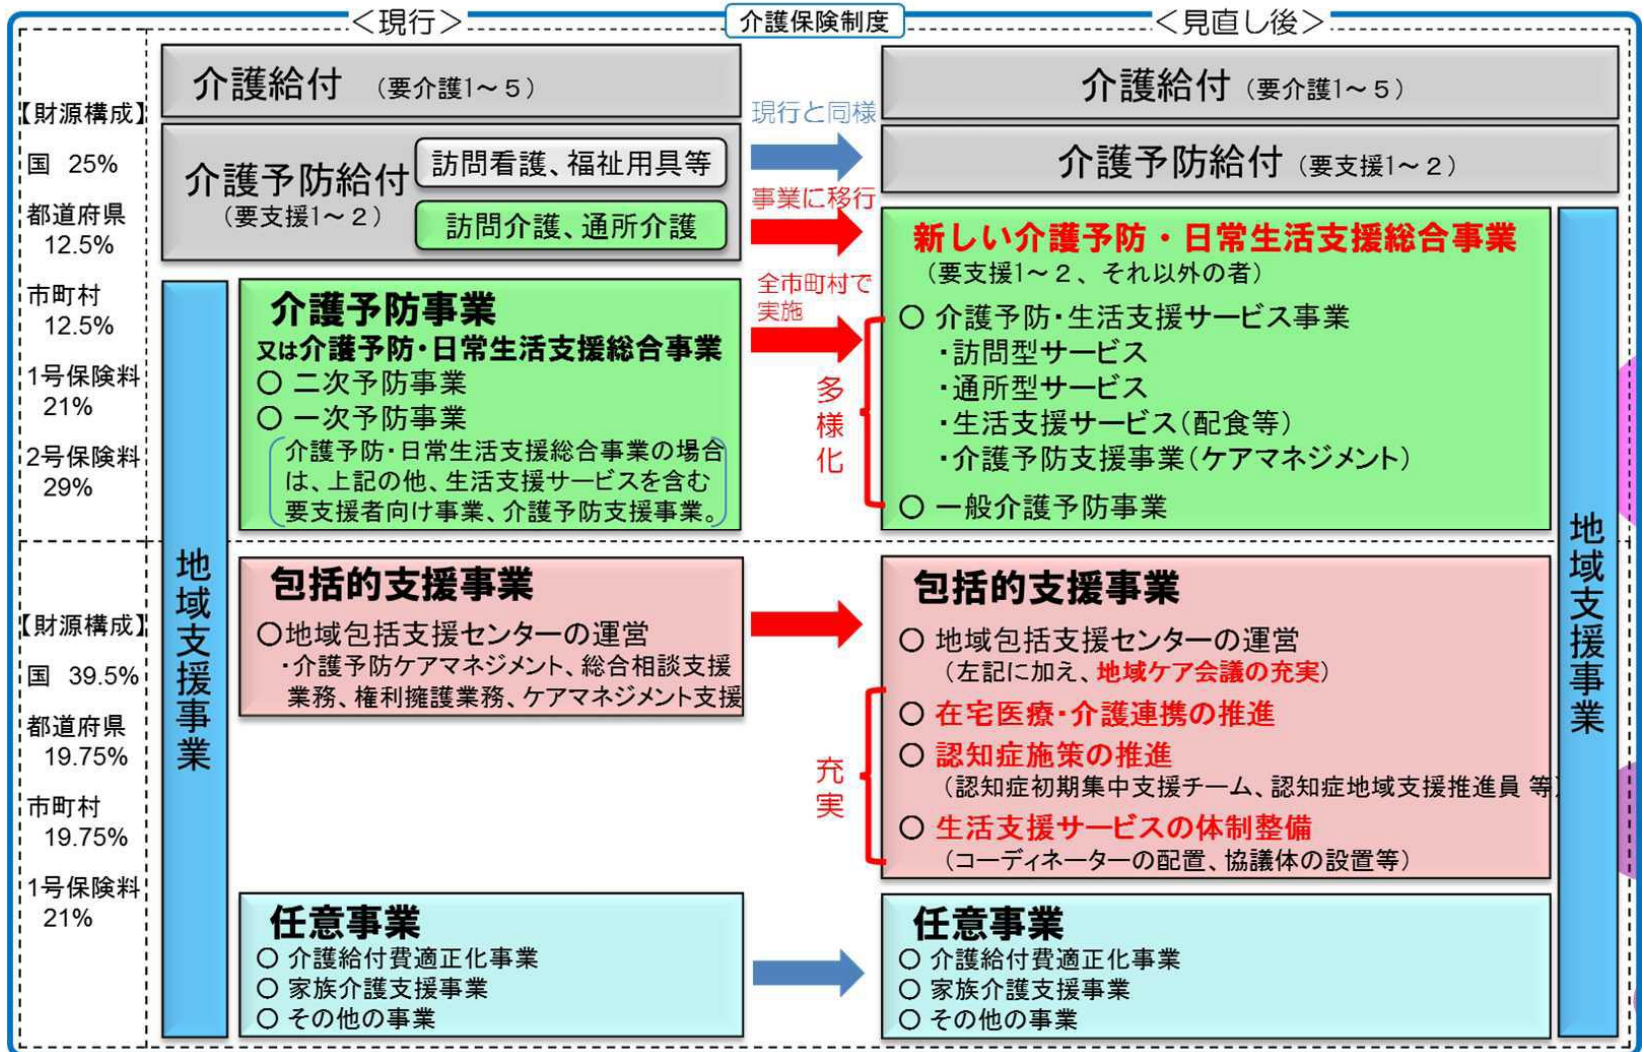 介護保険制度
＜現行＞
＜見直し後＞
【財源構成】
国 25%
都道府県
12.5%
市町村
12.5%
1号保険料
21%
2号保険料
29%
【財源構成】
国 39.5%
都道府県
19.75%
市町村
19.75%
1号保険料
21%
介護給付 （要介護1～５）
介護予防給付
（要支援1～２）
訪問看護、福祉用具等
訪問介護、通所介護
地域支援事業
介護予防事業
又は介護予防・日常生活支援総合事業
○ 二次予防事業
○ 一次予防事業
介護予防・日常生活支援総合事業の場合
は、上記の他、生活支援サービスを含む
要支援者向け事業、介護予防支援事業。
包括的支援事業
○地域包括支援センターの運営
・介護予防ケアマネジメント、総合相談支援
業務、権利擁護業務、ケアマネジメント支援
任意事業
○ 介護給付費適正化事業
○ 家族介護支援事業
○ その他の事業
現行と同様
事業に移行
全市町村で
実施
多様化
充実
介護給付（要介護1～５）
介護予防給付（要支援1～２）
新しい介護予防・日常生活支援総合事業
（要支援1～２、それ以外の者）
○ 介護予防・生活支援サービス事業
・訪問型サービス
・通所型サービス
・生活支援サービス（配食等）
・介護予防支援事業（ケアマネジメント）
○ 一般介護予防事業
包括的支援事業
○ 地域包括支援センターの運営
（左記に加え、地域ケア会議の充実）
○ 在宅医療・介護連携の推進
○ 認知症施策の推進
（認知症初期集中支援チーム、認知症地域支援推進員 等）
○ 生活支援サービスの体制整備
（コーディネーターの配置、協議体の設置等）
任意事業
○ 介護給付費適正化事業
○ 家族介護支援事業
○ その他の事業
地域支援事業